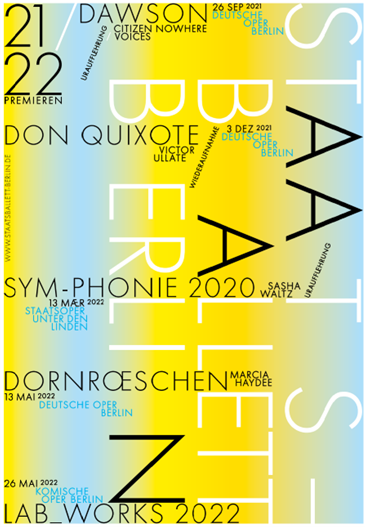 21/
22
PREMIEREN
DAWSON
CITIZEN NOWHERE
VOICES
URAUFFLEHRUNG
26 SEP 2021
DEUTSCHE
OPER
BERLIN
STAATS–
BALLETT
BERLIN
DON QUIXOTE
VICTOR
ULLATE
WIEDERAUFNAHME
3 DEZ 2021
DEUTSCHE
OPER
BERLIN
WWW.STAATSBALLETT-BERLIN.DE
SYM-PHONIE 2020
SASHA
WALTZ
URAUFFLEHRUNG
13 MÆR 2022
STAATSOPER
UNTER DEN
LINDEN
DORNRŒSCHEN
MARCIA
HAYDÉE
13 MAI 2022
DEUTSCHE OPER
BERLIN
26 MAI 2022
KOMISCHE
OPER BERLIN
LAB_WORKS 2022